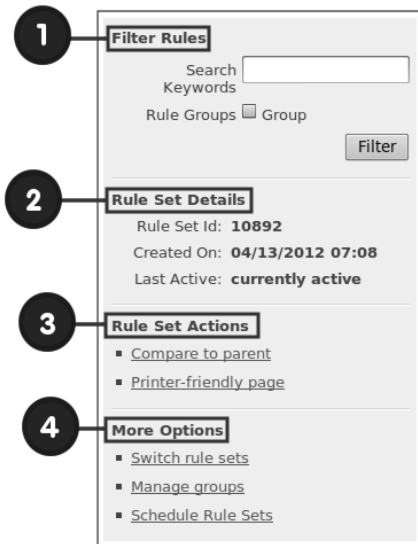 1
Filter Rules
Search
Keywords
Rule Groups Group
Filter
2
Rule Set Details
Rule Set Id: 10892
Created On: 04/13/2012 07:08
Last Active: currently active
3
Rule Set Actions
Compare to parent
Printer-friendly page
4
More Options
Switch rule sets
Manage groups
Schedule Rule Sets